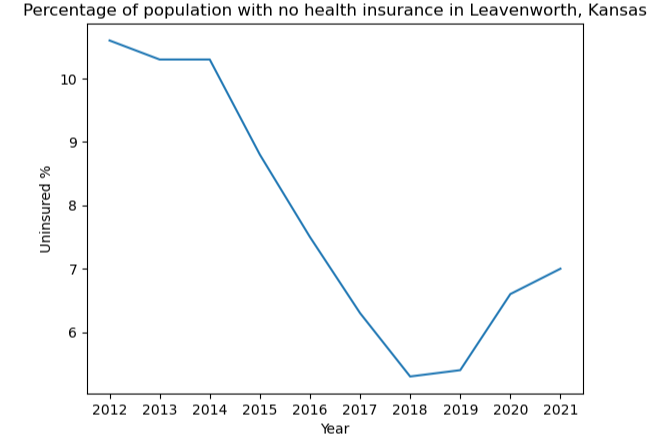 Percentage of population with no health insurance in Leavenworth, Kansas
10
9
8
7
6
Uninsured %
2012 2013 2014 2015 2016 2017 2018 2019 2020 2021
Year